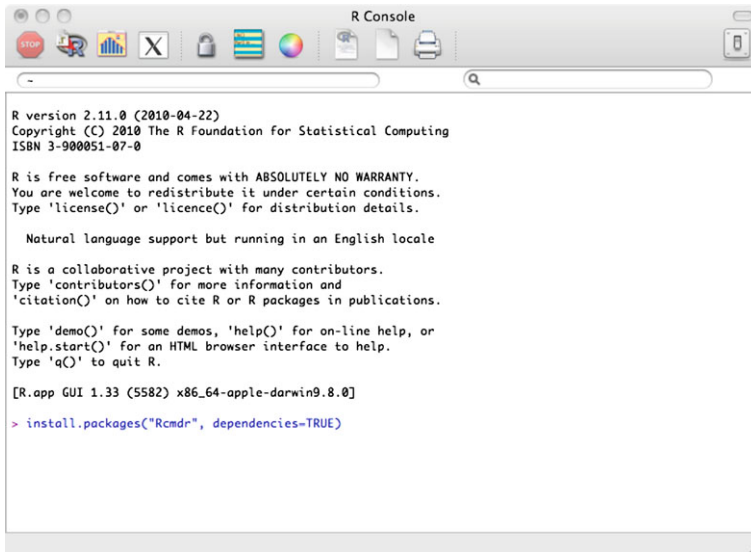 R Console
STOP
R
X
R
~
R version 2.11.0 (2010-04-22)
Copyright (C) 2010 The R Foundation for Statistical Computing
ISBN 3-900051-07-0
R is free software and comes with ABSOLUTELY NO WARRANTY.
You are welcome to redistribute it under certain conditions.
Type 'license()' or 'licence()' for distribution details.
Natural language support but running in an English locale
R is a collaborative project with many contributors.
Type 'contributors()' for more information and
'citation()' on how to cite R or R packages in publications.
Type 'demo()' for some demos, 'help()' for on-line help, or
'help.start()' for an HTML browser interface to help.
Type 'q()' to quit R.
[R.app GUI 1.33 (5582) x86_64-apple-darwin9.8.0]
> install.packages("Rcmdr", dependencies=TRUE)